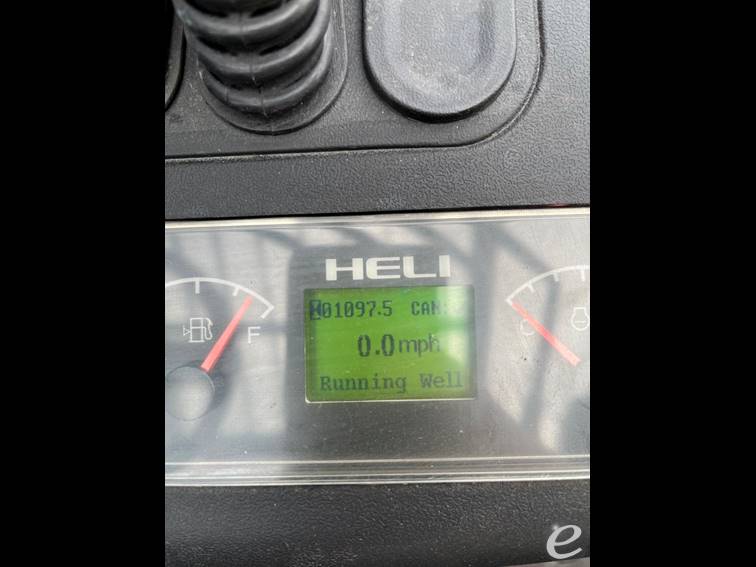 HELI
01097.5 CAN:
0.0mph
F
C
Running Well
e